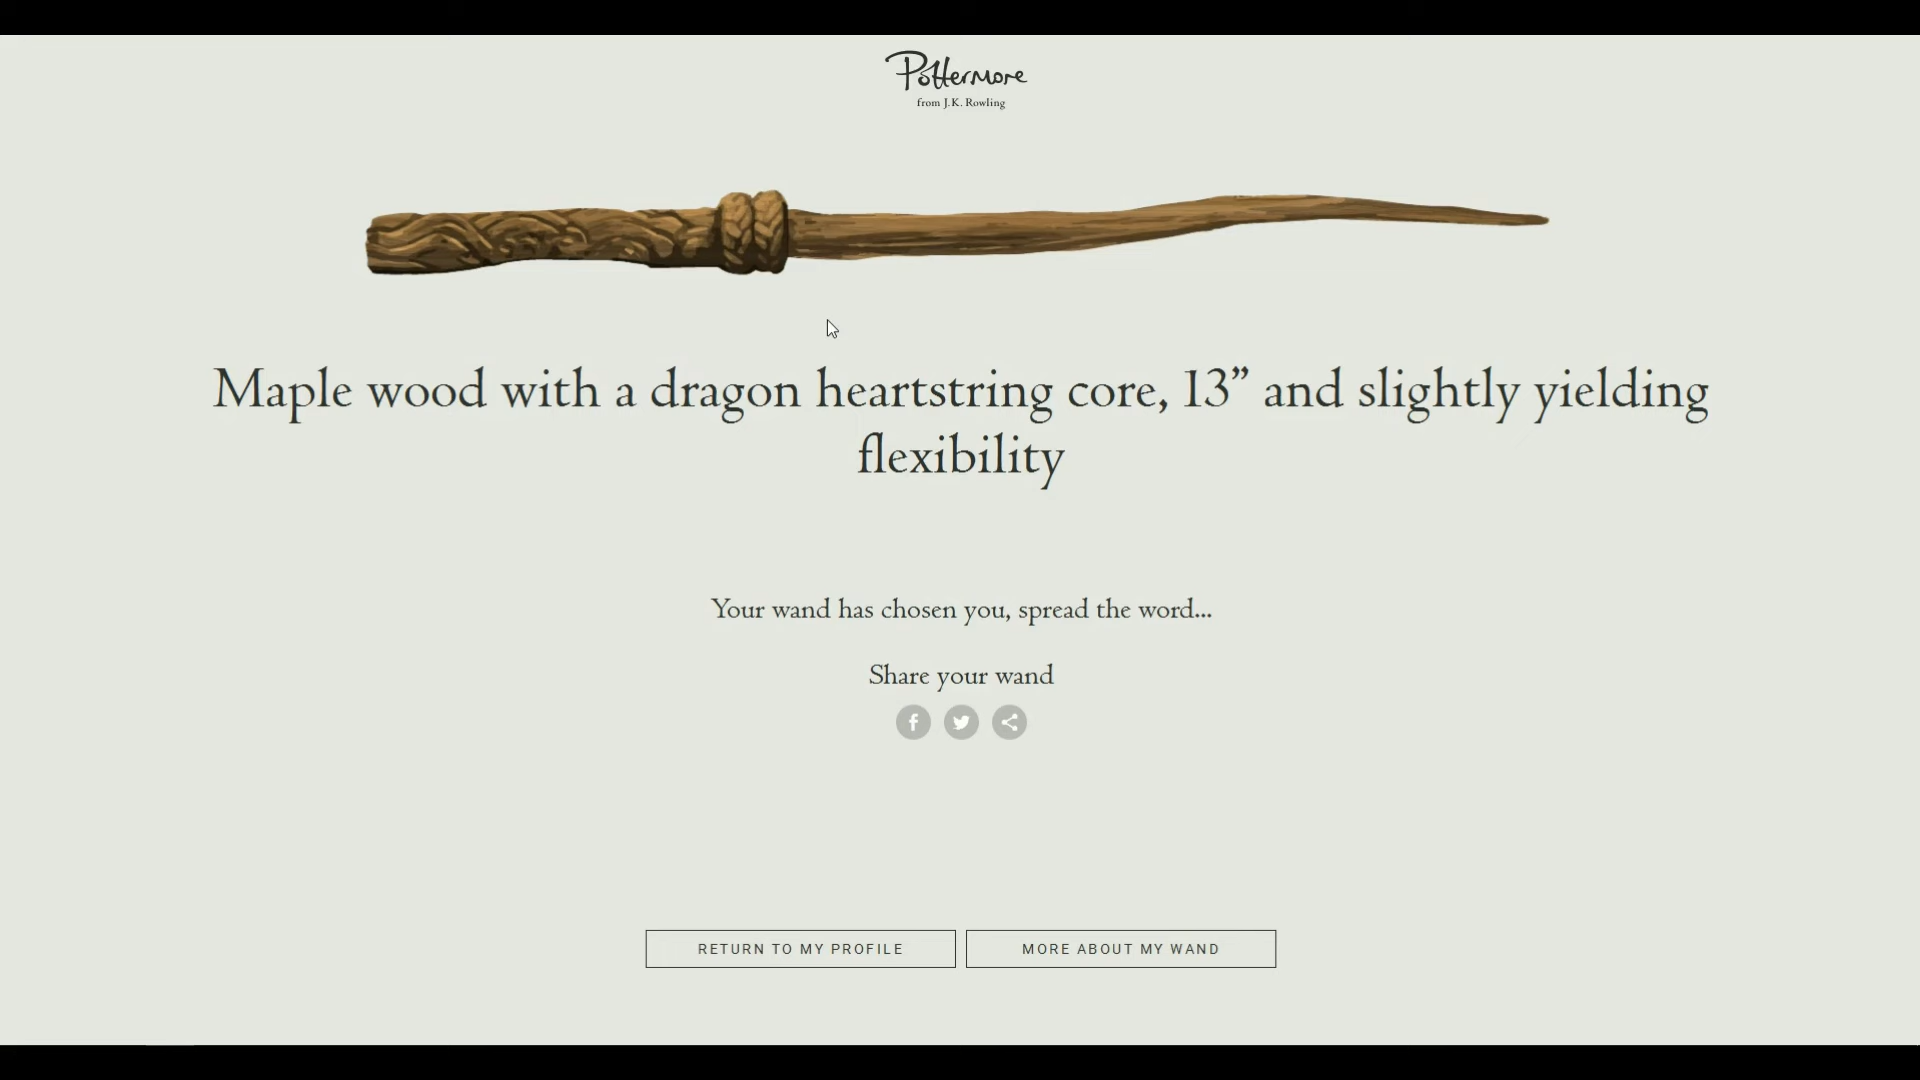 Pottermore
from J.K. Rowling
Maple wood with a dragon heartstring core, 13” and slightly yielding
flexibility
Your wand has chosen you, spread the word...
Share your wand
RETURN TO MY PROFILE
MORE ABOUT MY WAND